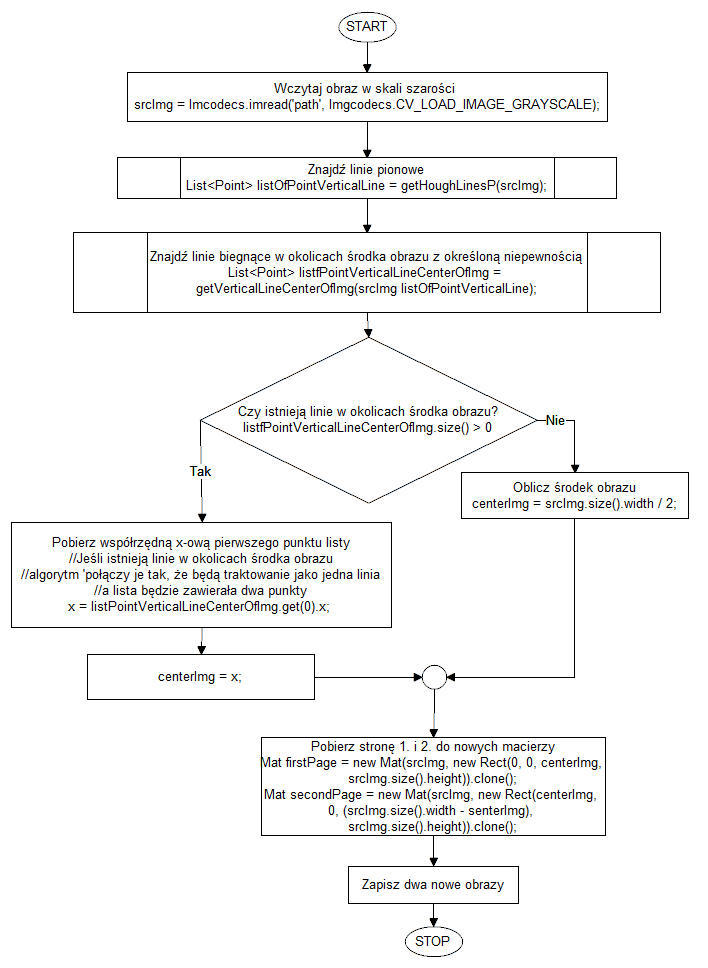 START
Wczytaj obraz w skali szarości
srcImg = Imcodecs.imread('path', Imgcodecs.CV_LOAD_IMAGE_GRAYSCALE);
Znajdź linie pionowe
List<Point> listOfPointVerticalLine = getHoughLinesP(srcImg);
Znajdź linie biegnące w okolicach środka obrazu z określoną niepewnością
List<Point> listfPointVerticalLineCenterOfImg =
getVerticalLineCenterOfImg(srcImg listOfPointVerticalLine);
Czy istnieją linie w okolicach środka obrazu?
listfPointVerticalLineCenterOfImg.size() > 0
Nie
Tak
Oblicz środek obrazu
centerImg = srcImg.size().width / 2;
Pobierz współrzędną x-ową pierwszego punktu listy
//Jeśli istnieją linie w okolicach środka obrazu
//algorytm 'połączy je tak, że będą traktowanie jako jedna linia
//a lista będzie zawierała dwa punkty
x = listPointVerticalLineCenterOfImg.get(0).x;
centerImg = x;
Pobierz stronę 1. i 2. do nowych macierzy
Mat firstPage = new Mat(srcImg, new Rect(0, 0, centerImg,
srcImg.size().height)).clone();
Mat secondPage = new Mat(srcImg, new Rect(centerImg,
0, (srcImg.size().width - senterImg),
srcImg.size().height)).clone();
Zapisz dwa nowe obrazy
STOP